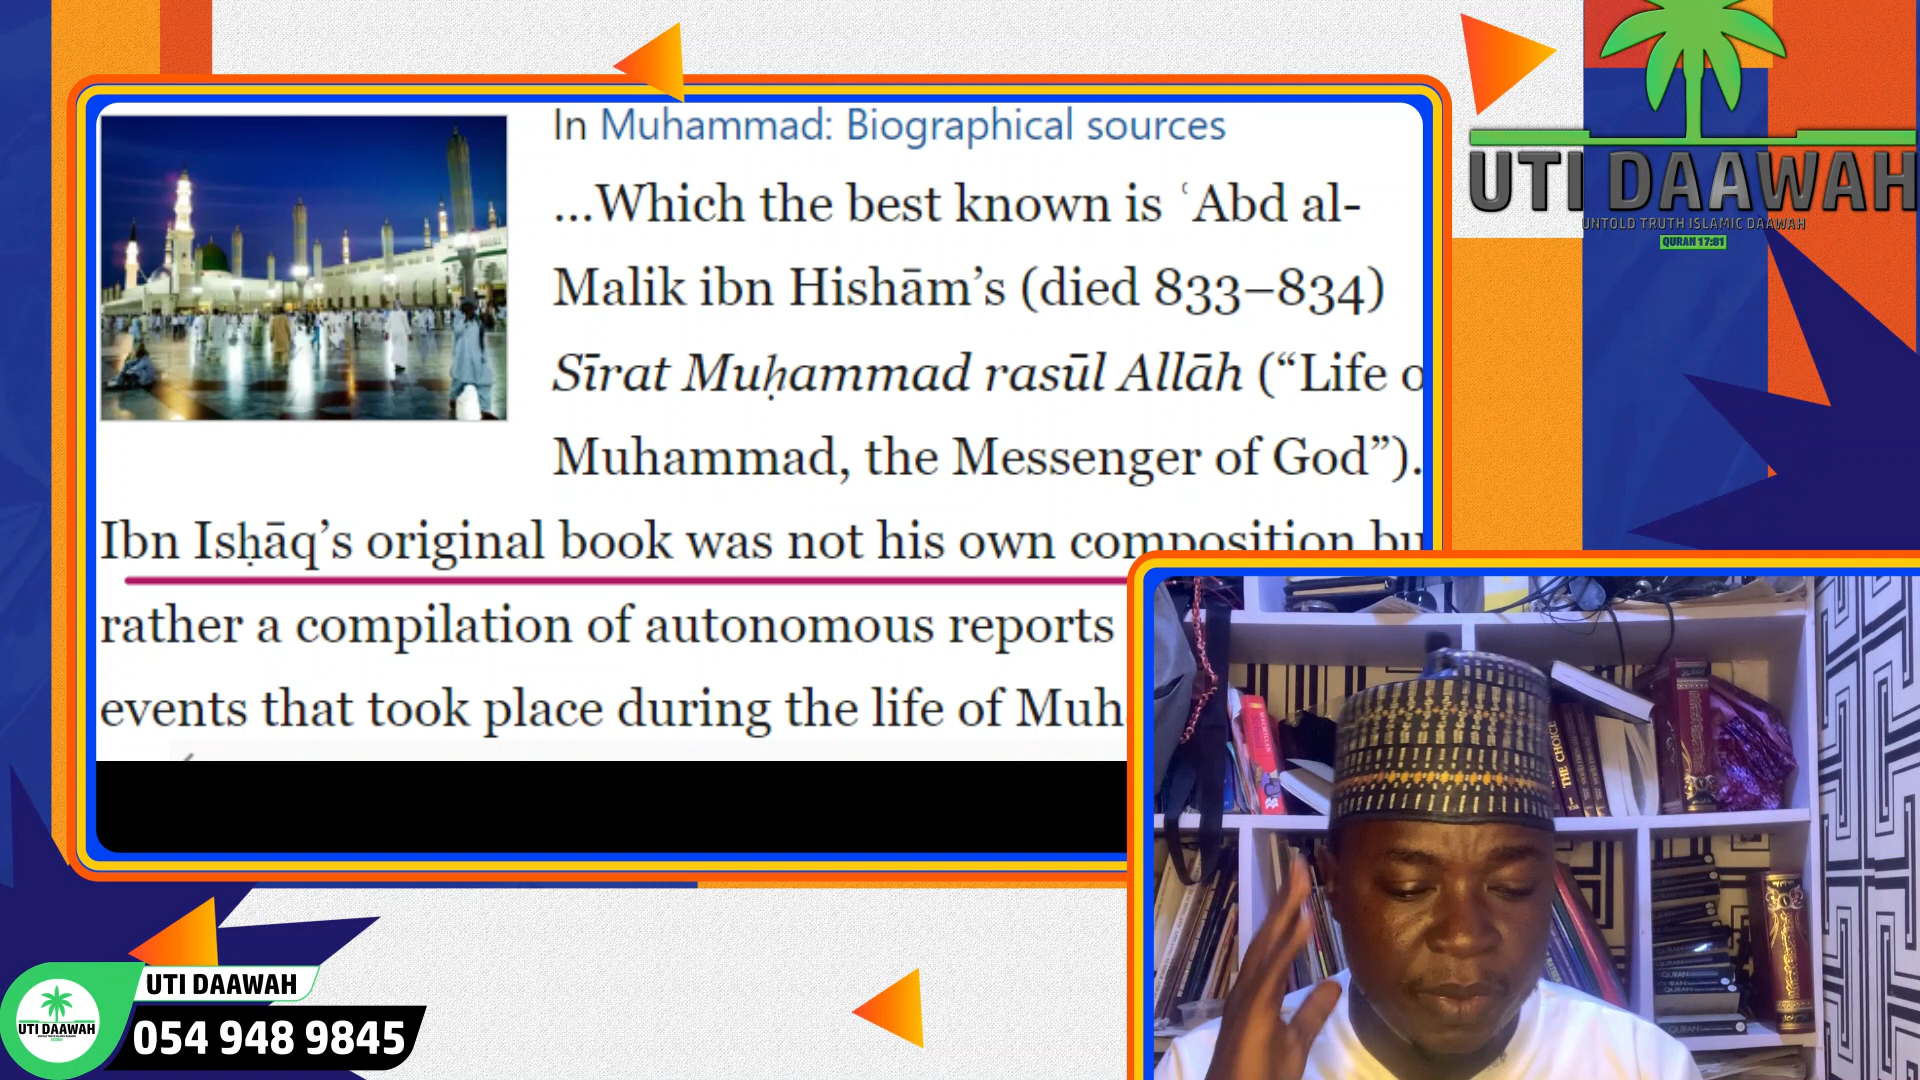 In Muhammad: Biographical sources
...Which the best known is ʿAbd al-
Malik ibn Hishām’s (died 833–834)
Sīrat Muḥammad rasūl Allāh (“Life o
Muhammad, the Messenger of God”).
Ibn Isḥāq’s original book was not his own composition bu
rather a compilation of autonomous reports
events that took place during the life of Muh
UTI DAAWAH
UNTOLD TRUTH ISLAMIC DAAWAH
QURAN 17:81
THE CHOICE
QURAN
QURAN
UTI DAAWAH
UTI DAAWAH
054 948 9845